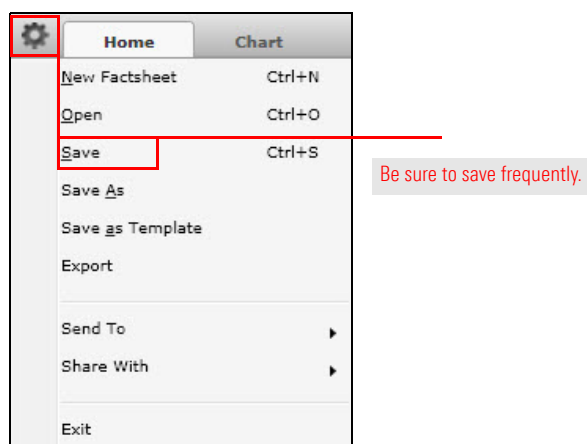 Home Chart
New Factsheet Ctrl+N
Open Ctrl+O
Save Ctrl+S
Be sure to save frequently.
Save As
Save as Template
Export
Send To
Share With
Exit